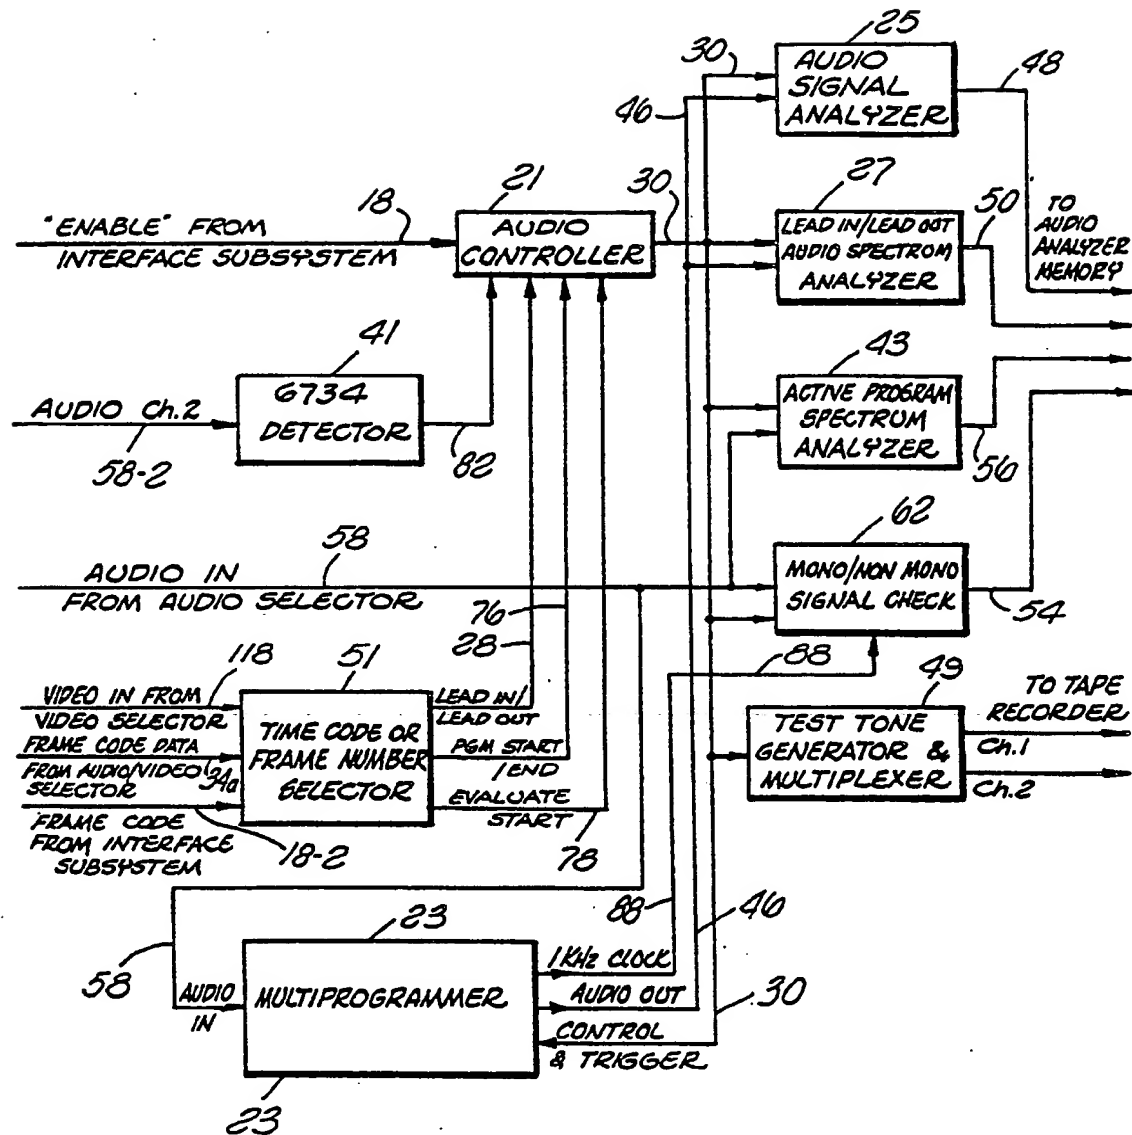 25
30
AUDIO
SIGNAL
ANALYZER
48
46
21
30
27
"ENABLE" FROM
INTERFACE SUBSYSTEM
18
AUDIO
CONTROLLER
LEAD IN/LEAD OUT
AUDIO SPECTRUM
ANALYZER
50
TO
AUDIO
ANALYZER
MEMORY
41
43
AUDIO Ch.2
58-2
6734
DETECTOR
82
ACTIVE PROGRAM
SPECTRUM
ANALYZER
56
62
58
AUDIO IN
FROM AUDIO SELECTOR
MONO/NON MONO
SIGNAL CHECK
54
76
28
88
118
51
49
VIDEO IN FROM
VIDEO SELECTOR
FRAME CODE DATA
FROM AUDIO/VIDEO
SELECTOR
34a
FRAME CODE
FROM INTERFACE
SUBSYSTEM
18-2
TIME CODE OR
FRAME NUMBER
SELECTOR
LEAD IN/
LEAD OUT
PGM START
/END
EVALUATE
START
78
TEST TONE
GENERATOR &
MULTIPLEXER
TO TAPE
RECORDER
Ch.1
Ch.2
23
88
46
58
AUDIO
IN
MULTIPROGRAMMER
1 KHz CLOCK
AUDIO OUT
CONTROL
& TRIGGER
30
23